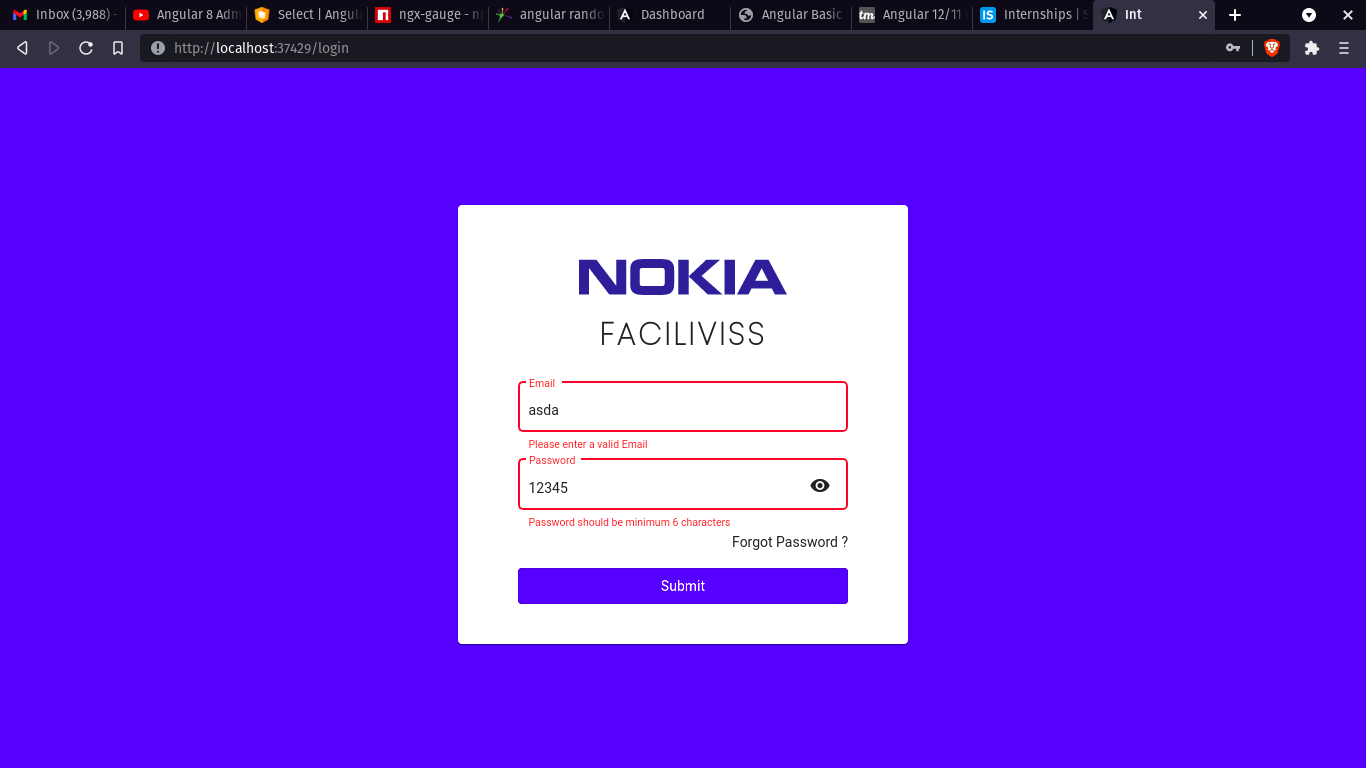 Inbox (3,988) -
Angular 8 Adm
Select | Angula
ngx-gauge - n
angular rando
Dashboard
Angular Basic
tm
Angular 12/11
IS
Internships | S
Int
http://localhost:37429/login
NOKIA
FACILIVISS
Email
asda
Please enter a valid Email
Password
12345
Password should be minimum 6 characters
Forgot Password ?
Submit